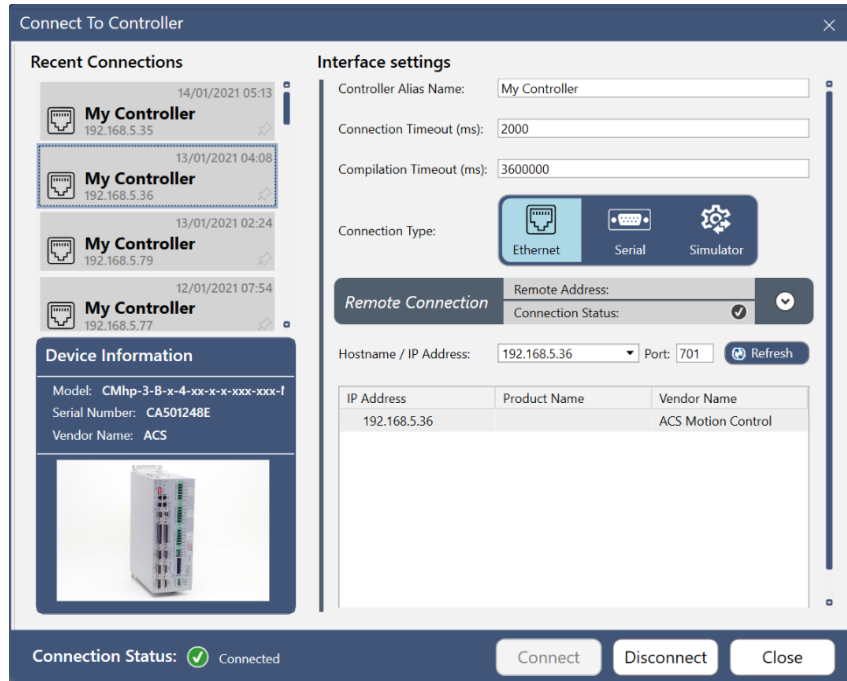 Connect To Controller
Recent Connections
14/01/2021 05:13
My Controller
192.168.5.35
13/01/2021 04:08
My Controller
192.168.5.36
13/01/2021 02:24
My Controller
192.168.5.79
12/01/2021 07:54
My Controller
192.168.5.77
Device Information
Model: CMhp-3-B-x-4-xx-x-x-xxx-xxx-
Serial Number: CA501248E
Vendor Name: ACS
Interface settings
Controller Alias Name: My Controller
Connection Timeout (ms): 2000
Compilation Timeout (ms): 3600000
Connection Type:
Ethernet Serial Simulator
Remote Connection
Remote Address:
Connection Status:
Hostname / IP Address: 192.168.5.36 Port: 701 Refresh
IP Address Product Name Vendor Name
192.168.5.36 ACS Motion Control
Connection Status: Connected
Connect Disconnect Close